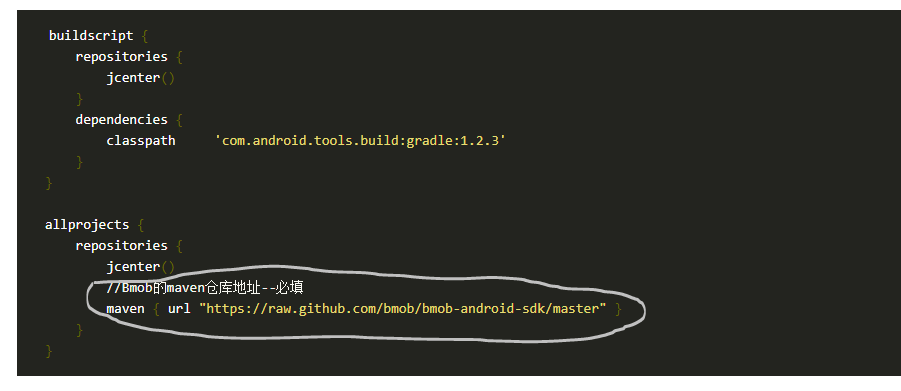 buildscript {
repositories {
jcenter()
}
dependencies {
classpath 'com.android.tools.build:gradle:1.2.3'
}
}
allprojects {
repositories {
jcenter()
//Bmob的maven仓库地址--必填
maven { url "https://raw.github.com/bmob/bmob-android-sdk/master" }
}
}